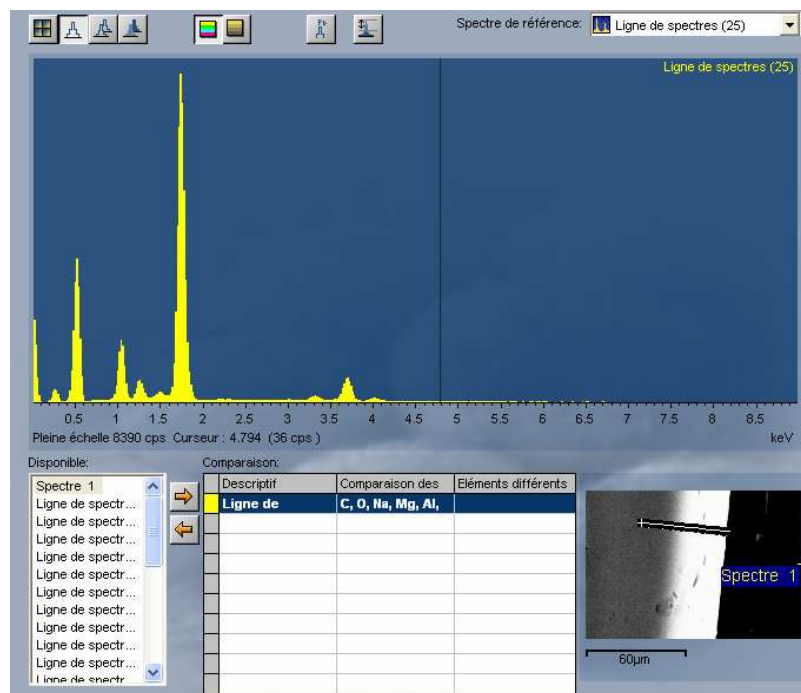 Spectre de référence: Ligne de spectres (25)
Ligne de spectres (25)
0.5 1 1.5 2 2.5 3 3.5 4 4.5 5 5.5 6 6.5 7 7.5 8 8.5
Pleine échelle 8390 cps Curseur : 4.794 (36 cps ) keV
Disponible: Comparaison:
Spectre 1
Ligne de spectr...
Ligne de spectr...
Ligne de spectr...
Ligne de spectr...
Ligne de spectr...
Ligne de spectr...
Ligne de spectr...
Ligne de spectr...
Ligne de spectr...
Ligne de spectr...
Ligne de spectr
Descriptif Comparaison des Eléments différents
Ligne de C, O, Na, Mg, Al,
Spectre 1
60µm